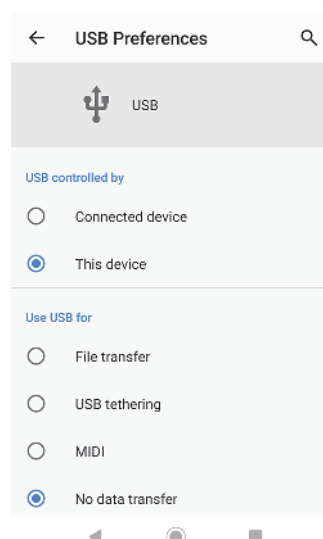 USB Preferences
USB
USB controlled by
Connected device
This device
Use USB for
File transfer
USB tethering
MIDI
No data transfer